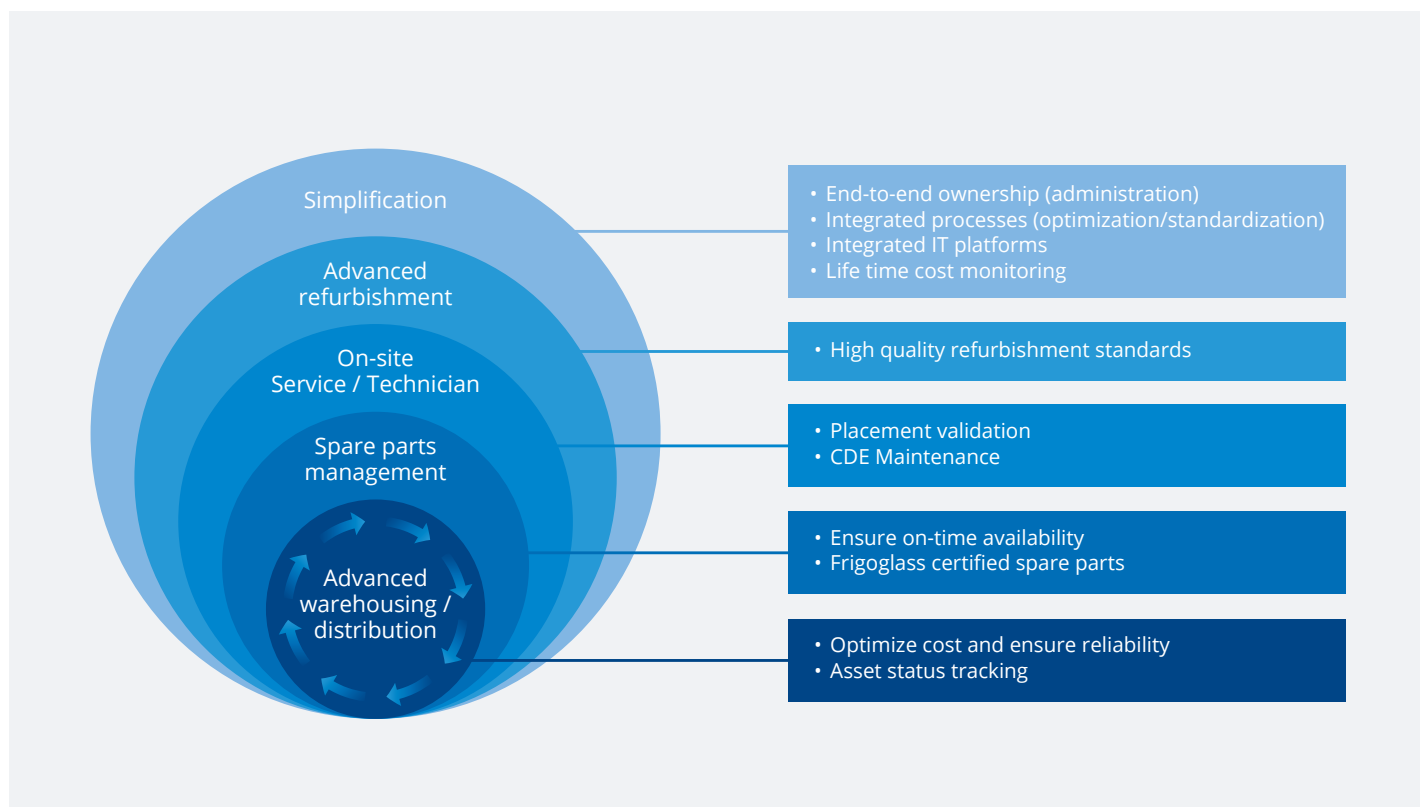 Simplification
Advanced
refurbishment
On-site
Service / Technician
Spare parts
management
Advanced
warehousing /
distribution
• End-to-end ownership (administration)
• Integrated processes (optimization/standardization)
• Integrated IT platforms
• Life time cost monitoring
• High quality refurbishment standards
• Placement validation
• CDE Maintenance
• Ensure on-time availability
• Frigoglass certified spare parts
• Optimize cost and ensure reliability
• Asset status tracking